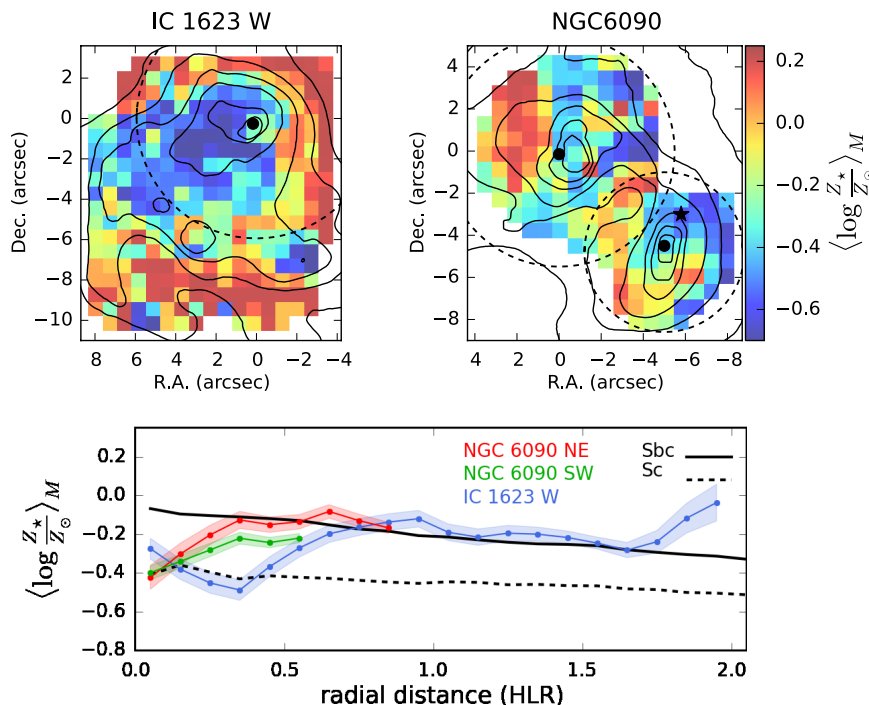 IC 1623 W
NGC6090
2
0
−2
−4
−6
−8
−10
Dec. (arcsec)
8 6 4 2 0 −2 −4
R.A. (arcsec)
4
2
0
−2
−4
−6
−8
Dec. (arcsec)
4 2 0 −2 −4 −6 −8
R.A. (arcsec)
0.2
0.0
−0.2
−0.4
−0.6
⟨log Z⋆/Z⊙⟩M
0.2
0.0
−0.2
−0.4
−0.6
−0.8
⟨log Z⋆/Z⊙⟩M
NGC 6090 NE
NGC 6090 SW
IC 1623 W
Sbc
Sc
0.0 0.5 1.0 1.5 2.0
radial distance (HLR)